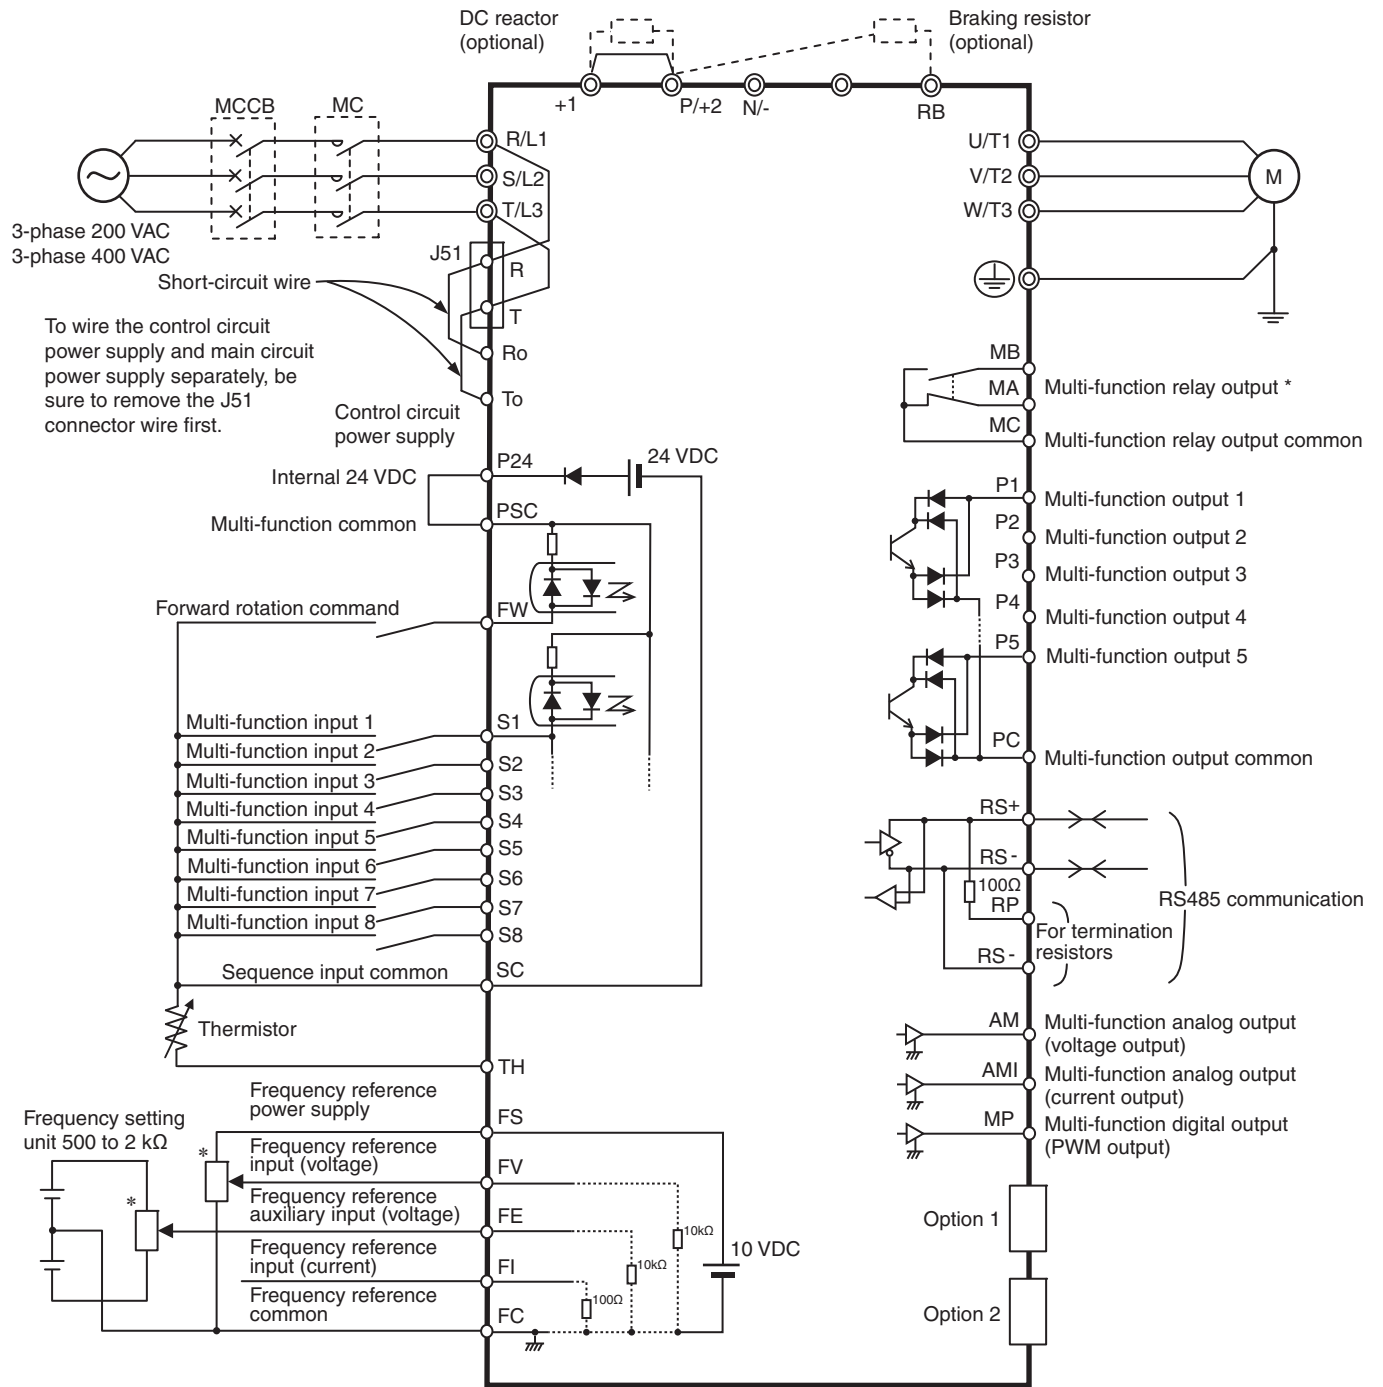 DC reactor
(optional)
Braking resistor
(optional)
+1
P/+2
N/-
RB
MCCB
MC
R/L1
S/L2
T/L3
3-phase 200 VAC
3-phase 400 VAC
U/T1
V/T2
W/T3
M
J51
R
T
Short-circuit wire
Ro
To
To wire the control circuit
power supply and main circuit
power supply separately, be
sure to remove the J51
connector wire first.
Control circuit
power supply
MB
MA
Multi-function relay output *
MC
Multi-function relay output common
Internal 24 VDC
P24
24 VDC
Multi-function common
PSC
P1
Multi-function output 1
P2
Multi-function output 2
P3
Multi-function output 3
P4
Multi-function output 4
P5
Multi-function output 5
PC
Multi-function output common
Forward rotation command
FW
Multi-function input 1
S1
Multi-function input 2
S2
Multi-function input 3
S3
Multi-function input 4
S4
Multi-function input 5
S5
Multi-function input 6
S6
Multi-function input 7
S7
Multi-function input 8
S8
Sequence input common
SC
Thermistor
TH
RS+
RS-
100Ω
RP
RS-
For termination
resistors
RS485 communication
AM
Multi-function analog output
(voltage output)
AMI
Multi-function analog output
(current output)
MP
Multi-function digital output
(PWM output)
Frequency reference
power supply
FS
Frequency setting
unit 500 to 2 kΩ
*
*
Frequency reference
input (voltage)
FV
Frequency reference
auxiliary input (voltage)
FE
Frequency reference
input (current)
FI
Frequency reference
common
FC
10kΩ
10kΩ
100Ω
10 VDC
Option 1
Option 2